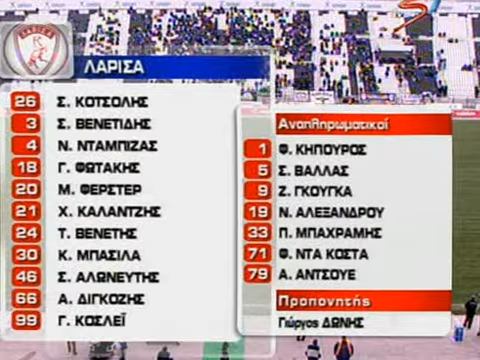 ΛΑΡΙΣΑ
26 Σ. ΚΟΤΣΟΛΗΣ
3 Σ. ΒΕΝΕΤΙΔΗΣ
4 Ν. ΝΤΑΜΠΙΖΑΣ
18 Γ. ΦΩΤΑΚΗΣ
20 Μ. ΦΕΡΣΤΕΡ
21 Χ. ΚΑΛΑΝΤΖΗΣ
24 Τ. ΒΕΝΕΤΗΣ
30 Κ. ΜΠΑΣΙΛΑ
46 Σ. ΑΛΩΝΕΥΤΗΣ
66 Α. ΔΙΓΚΟΖΗΣ
99 Γ. ΚΟΣΛΕΪ
Αναπληρωματικοί
1 Φ. ΚΗΠΟΥΡΟΣ
5 Σ. ΒΑΛΛΑΣ
9 Ζ. ΓΚΟΥΓΚΑ
19 Ν. ΑΛΕΞΑΝΔΡΟΥ
33 Π. ΜΠΑΧΡΑΜΗΣ
71 Φ. ΝΤΑ ΚΟΣΤΑ
79 Α. ΑΝΤΣΟΥΕ
Προπονητής
Γιώργος ΔΩΝΗΣ